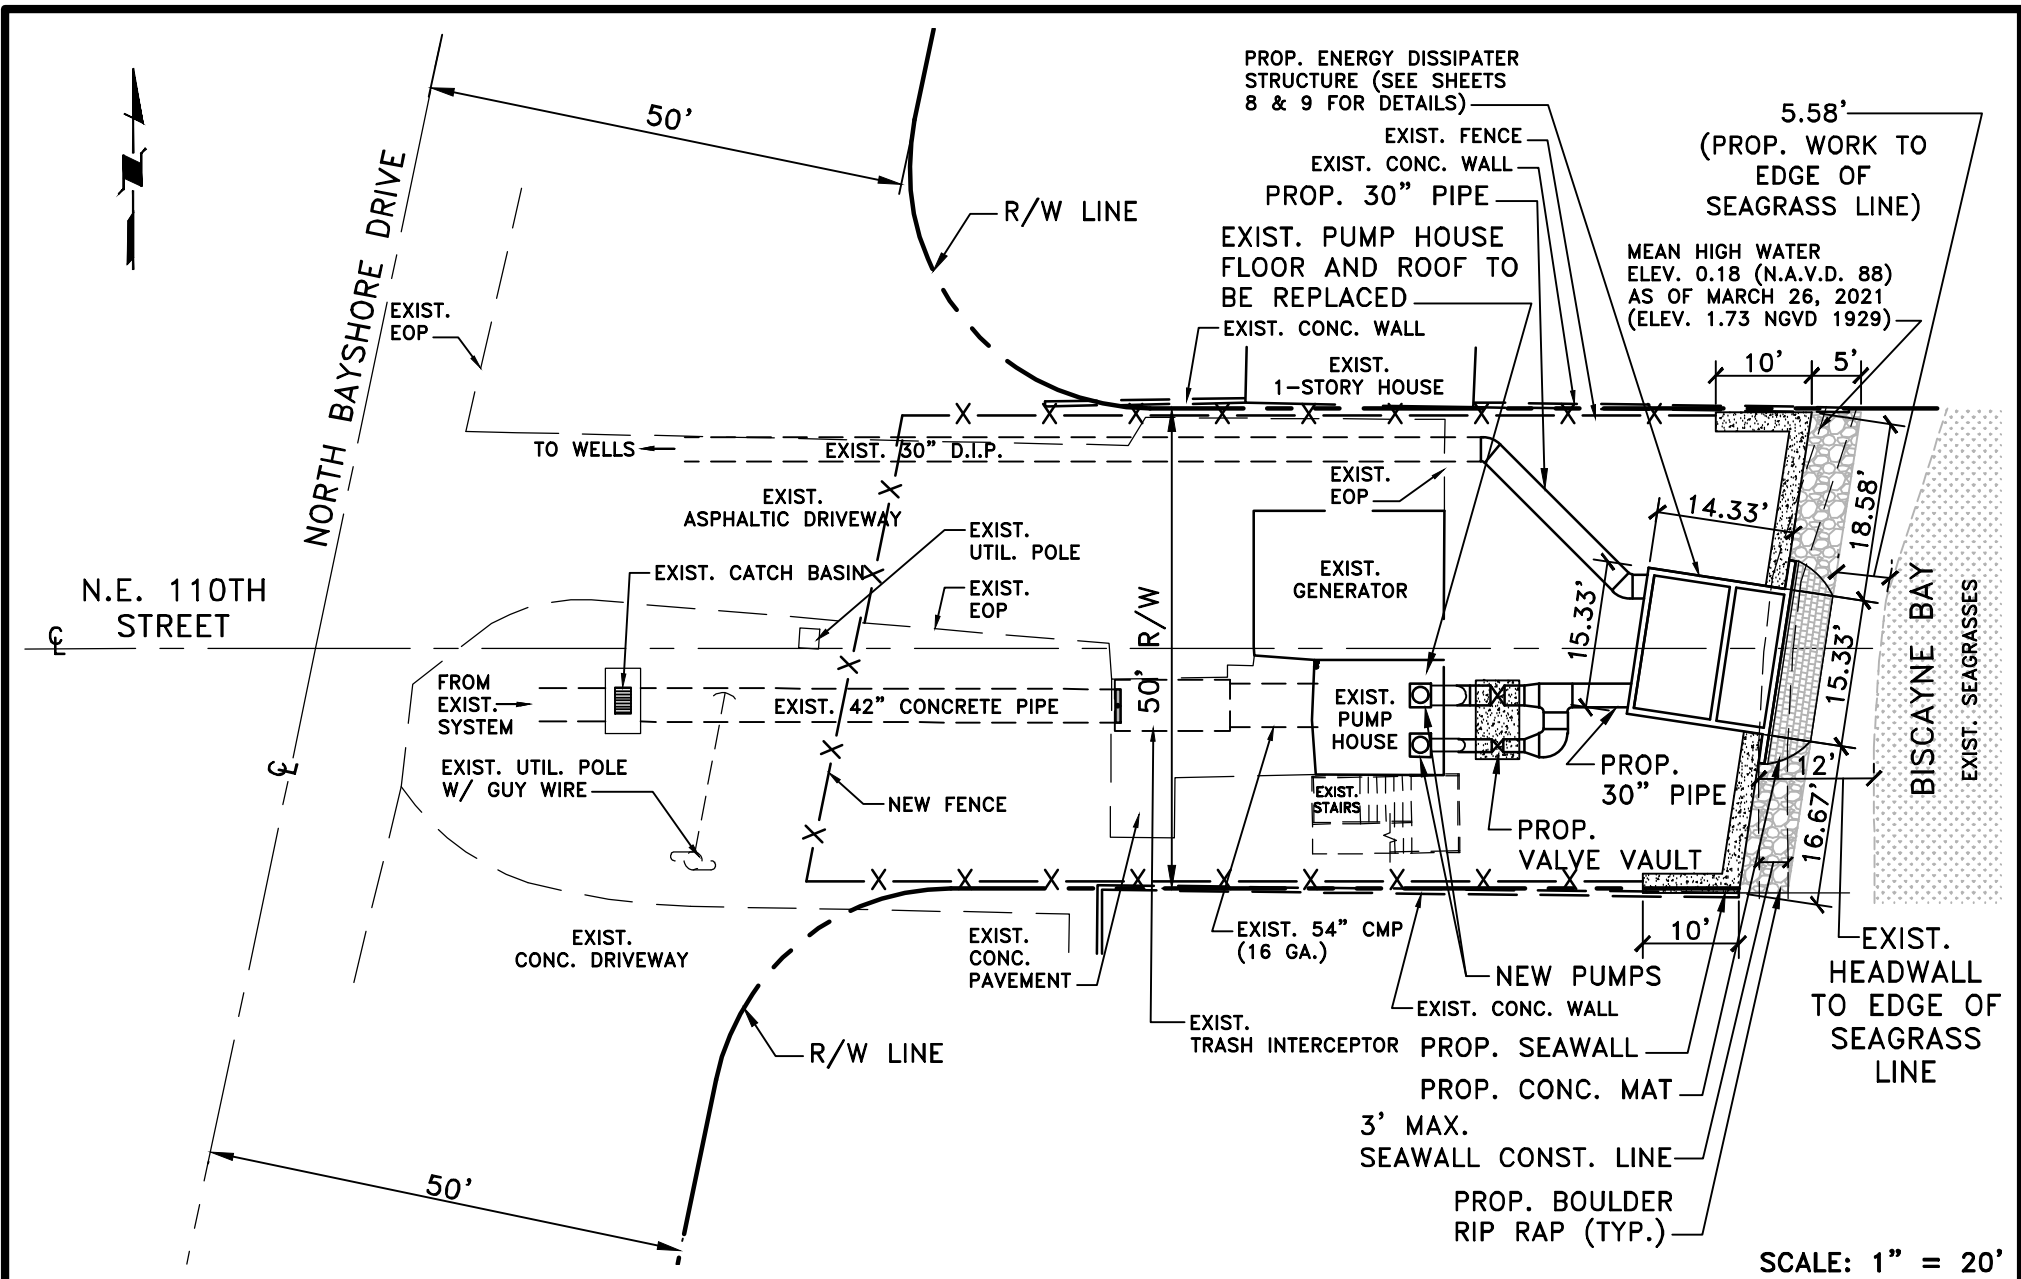 PROP. ENERGY DISSIPATER
STRUCTURE (SEE SHEETS
8 & 9 FOR DETAILS)
5.58'
(PROP. WORK TO
EDGE OF
SEAGRASS LINE)
EXIST. FENCE
EXIST. CONC. WALL
PROP. 30" PIPE
EXIST. PUMP HOUSE
FLOOR AND ROOF TO
BE REPLACED
MEAN HIGH WATER
ELEV. 0.18 (N.A.V.D. 88)
AS OF MARCH 26, 2021
(ELEV. 1.73 NGVD 1929)
50'
R/W LINE
NORTH BAYSHORE DRIVE
EXIST.
EOP
EXIST. CONC. WALL
EXIST.
1-STORY HOUSE
10'
5'
TO WELLS
EXIST. 30" D.I.P.
EXIST.
EOP
EXIST.
ASPHALTIC DRIVEWAY
14.33'
18.58'
EXIST.
UTIL. POLE
EXIST. CATCH BASIN
EXIST.
EOP
EXIST.
GENERATOR
15.33'
15.33'
N.E. 110TH
STREET
℄
50' R/W
BISCAYNE BAY
EXIST. SEAGRASSES
FROM
EXIST.
SYSTEM
EXIST. 42" CONCRETE PIPE
EXIST.
PUMP
HOUSE
℄
EXIST. UTIL. POLE
W/ GUY WIRE
NEW FENCE
EXIST.
STAIRS
PROP.
30" PIPE
12'
16.67'
PROP.
VALVE VAULT
EXIST.
CONC. DRIVEWAY
EXIST.
CONC.
PAVEMENT
EXIST. 54" CMP
(16 GA.)
10'
EXIST.
HEADWALL
TO EDGE OF
SEAGRASS
LINE
NEW PUMPS
EXIST. CONC. WALL
EXIST.
TRASH INTERCEPTOR
R/W LINE
PROP. SEAWALL
PROP. CONC. MAT
3' MAX.
SEAWALL CONST. LINE
PROP. BOULDER
RIP RAP (TYP.)
50'
SCALE: 1" = 20'